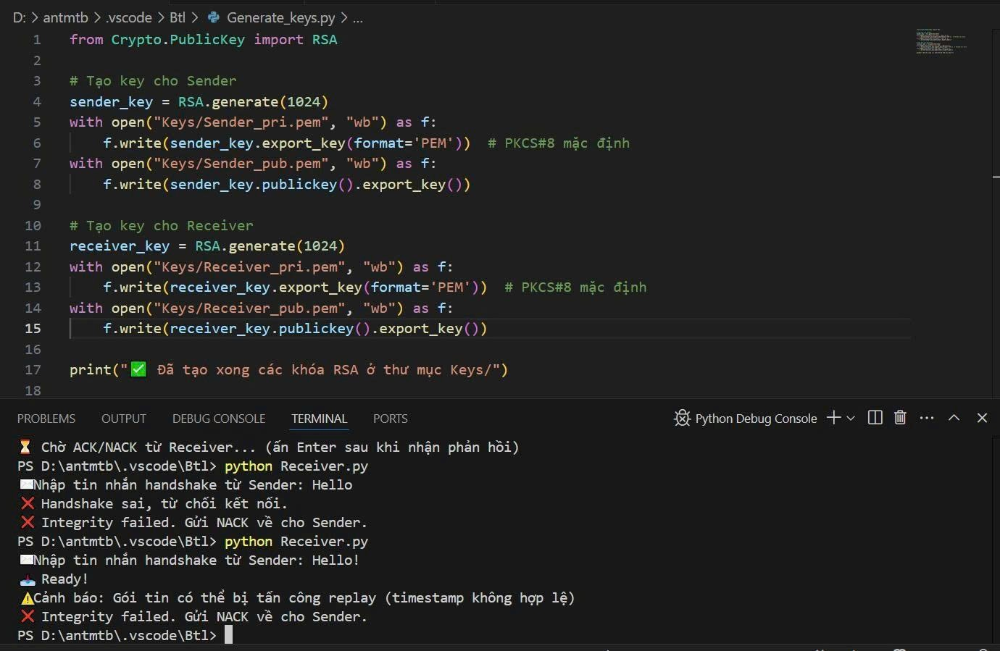 D: > antmtb > .vscode > Btl > Generate_keys.py > ...
1 from Crypto.PublicKey import RSA
2
3 # Tạo key cho Sender
4 sender_key = RSA.generate(1024)
5 with open("Keys/Sender_pri.pem", "wb") as f:
6 f.write(sender_key.export_key(format='PEM')) # PKCS#8 mặc định
7 with open("Keys/Sender_pub.pem", "wb") as f:
8 f.write(sender_key.publickey().export_key())
9
10 # Tạo key cho Receiver
11 receiver_key = RSA.generate(1024)
12 with open("Keys/Receiver_pri.pem", "wb") as f:
13 f.write(receiver_key.export_key(format='PEM')) # PKCS#8 mặc định
14 with open("Keys/Receiver_pub.pem", "wb") as f:
15 f.write(receiver_key.publickey().export_key())
16
17 print("✅ Đã tạo xong các khóa RSA ở thư mục Keys/")
18
PROBLEMS OUTPUT DEBUG CONSOLE TERMINAL PORTS Python Debug Console
⏳ Chờ ACK/NACK từ Receiver... (ấn Enter sau khi nhận phản hồi)
PS D:\antmtb\.vscode\Btl> python Receiver.py
✉️Nhập tin nhắn handshake từ Sender: Hello
❌ Handshake sai, từ chối kết nối.
❌ Integrity failed. Gửi NACK về cho Sender.
PS D:\antmtb\.vscode\Btl> python Receiver.py
✉️Nhập tin nhắn handshake từ Sender: Hello!
📥 Ready!
⚠️Cảnh báo: Gói tin có thể bị tấn công replay (timestamp không hợp lệ)
❌ Integrity failed. Gửi NACK về cho Sender.
PS D:\antmtb\.vscode\Btl>